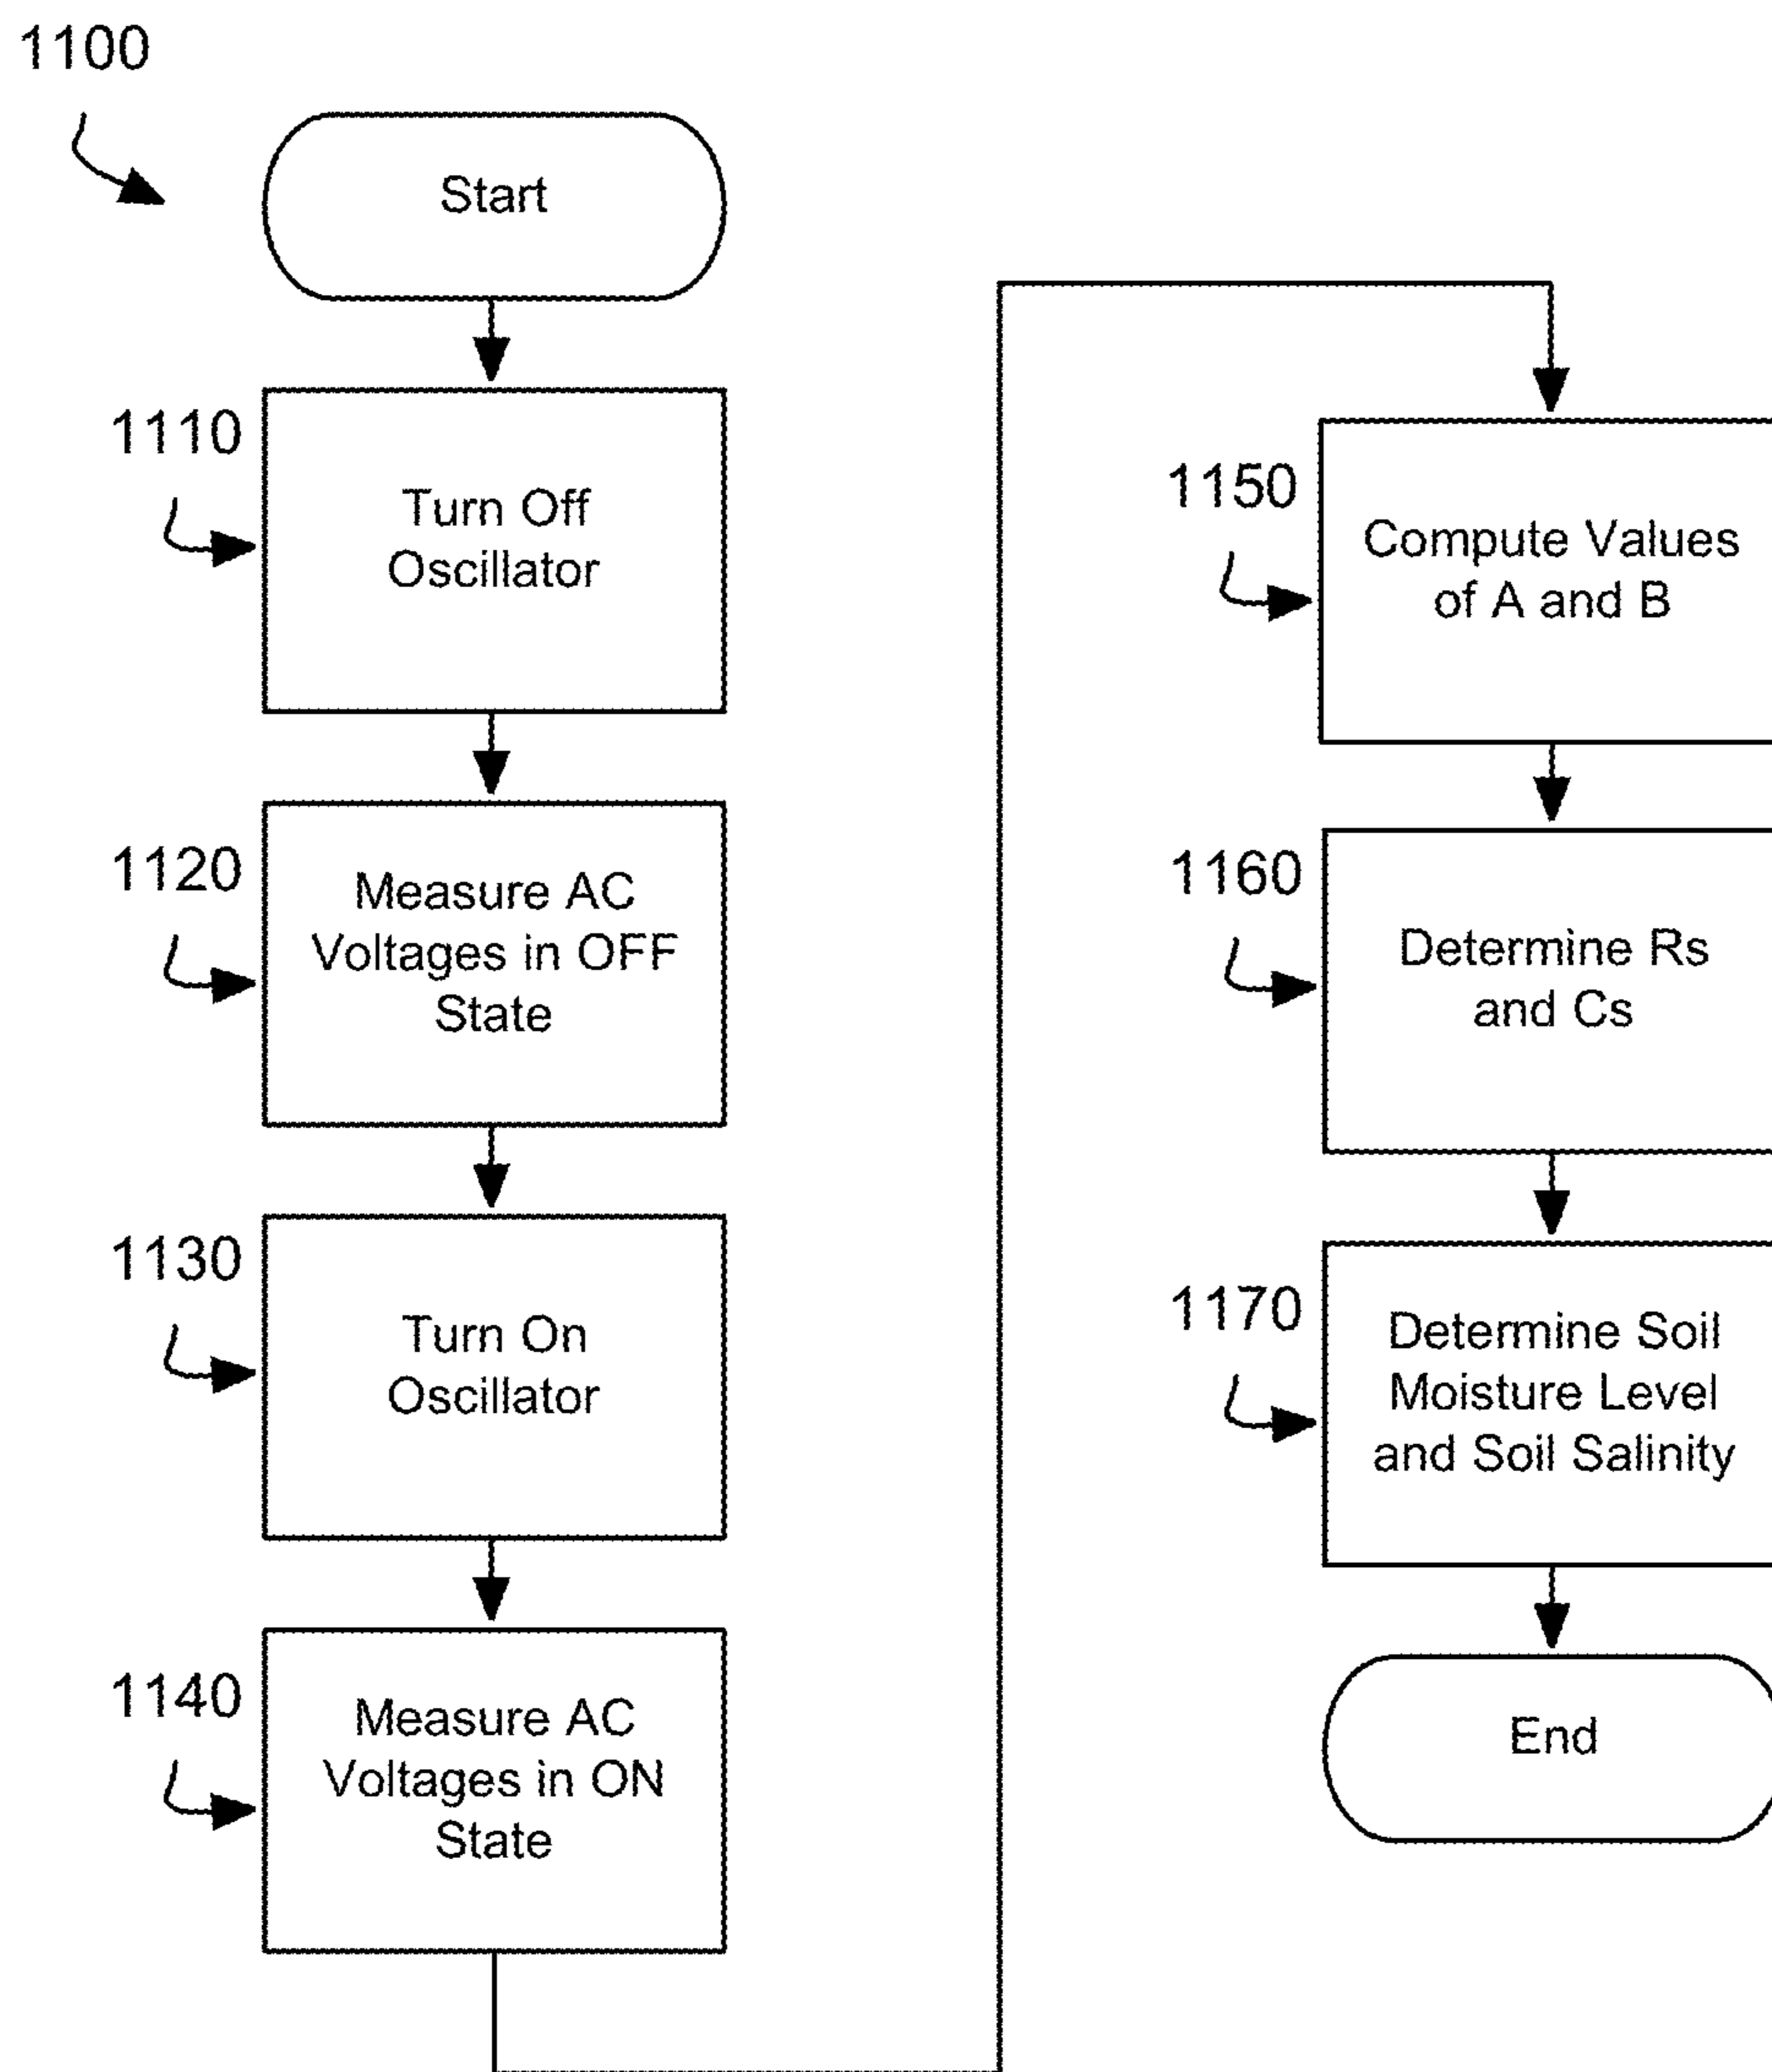 1100
Start
1110
Turn Off
Oscillator
1120
Measure AC
Voltages in OFF
State
1130
Turn On
Oscillator
1140
Measure AC
Voltages in ON
State
1150
Compute Values
of A and B
1160
Determine Rs
and Cs
1170
Determine Soil
Moisture Level
and Soil Salinity
End